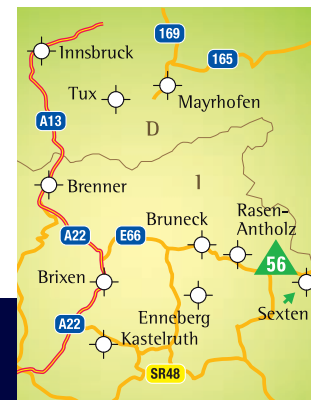 169
Innsbruck
165
Tux
Mayrhofen
A13
D
I
Brenner
Rasen-
Antholz
Bruneck
A22
E66
56
Brixen
Sexten
Enneberg
A22
Kastelruth
SR48